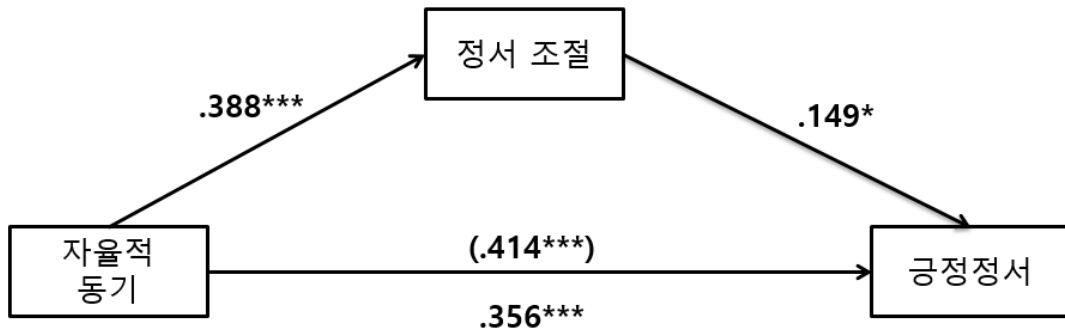 정서 조절
.388***
.149*
자율적
동기
(.414***)
긍정정서
.356***